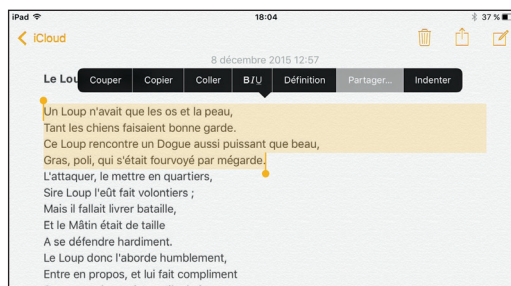 iPad 18:04 37 %
iCloud
8 décembre 2015 12:57
Le Lou
Couper Copier Coller BIU Définition Partager... Indenter
Un Loup n'avait que les os et la peau,
Tant les chiens faisaient bonne garde.
Ce Loup rencontre un Dogue aussi puissant que beau,
Gras, poli, qui s'était fourvoyé par mégarde.
L'attaquer, le mettre en quartiers,
Sire Loup l'eût fait volontiers ;
Mais il fallait livrer bataille,
Et le Mâtin était de taille
A se défendre hardiment.
Le Loup donc l'aborde humblement,
Entre en propos, et lui fait compliment